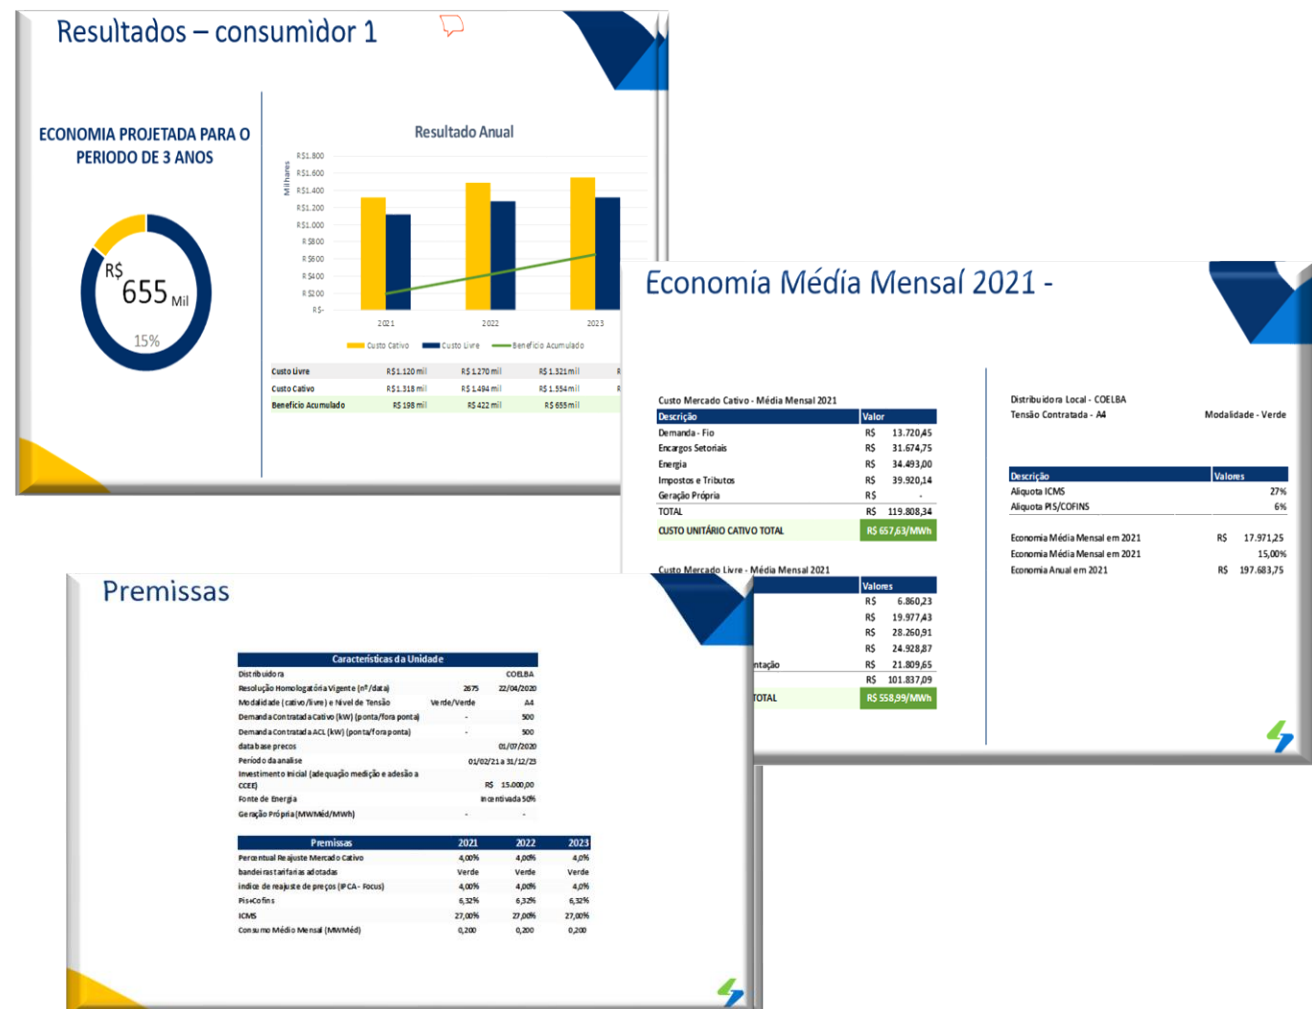 Resultados – consumidor 1
ECONOMIA PROJETADA PARA O
PERIODO DE 3 ANOS
R$
655 Mil
15%
Resultado Anual
Milhares
R$1.800
R$1.600
R$1.400
R$1.200
R$1.000
R$800
R$600
R$400
R$200
R$-
2021 2022 2023
Custo Cativo Custo Livre Benefício Acumulado
Custo Livre R$1.120 mil R$1.270 mil R$1.321 mil
Custo Cativo R$1.318 mil R$1.494 mil R$1.554 mil
Benefício Acumulado R$198 mil R$422 mil R$655 mil
Economia Média Mensal 2021 -
Custo Mercado Cativo - Média Mensal 2021
Descrição Valor
Demanda - Fio R$ 13.720,45
Encargos Setoriais R$ 31.674,75
Energia R$ 34.493,00
Impostos e Tributos R$ 39.920,14
Geração Própria R$ -
TOTAL R$ 119.808,34
CUSTO UNITÁRIO CATIVO TOTAL R$ 657,63/MWh
Custo Mercado Livre - Média Mensal 2021
Valores
R$ 6.860,23
R$ 19.977,43
R$ 28.260,91
R$ 24.928,87
ntação R$ 21.809,65
R$ 101.837,09
TOTAL R$ 558,99/MWh
Distribuidora Local - COELBA
Tensão Contratada - A4 Modalidade - Verde
Descrição Valores
Aliquota ICMS 27%
Aliquota PIS/COFINS 6%
Economia Média Mensal em 2021 R$ 17.971,25
Economia Média Mensal em 2021 15,00%
Economia Anual em 2021 R$ 197.683,75
Premissas
Características da Unidade
Distribuidora COELBA
Resolução Homologatória Vigente (nº/data) 2675 22/04/2020
Modalidade (cativo/livre) e Nivel de Tensão Verde/Verde A4
Demanda Contratada Cativo (kW) (ponta/fora ponta) - 500
Demanda Contratada ACL (kW) (ponta/fora ponta) - 500
data base precos 01/07/2020
Periodo da analise 01/02/21 a 31/12/23
Investimento Inicial (adequação medição e adesão a
CCEE) R$ 15.000,00
Fonte de Energia Incentivada 50%
Geração Própria (MWMéd/MWh) - -
Premissas 2021 2022 2023
Percentual Reajuste Mercado Cativo 4,00% 4,00% 4,0%
bandeiras tarifarias adotadas Verde Verde Verde
indice de reajuste de preços (IPCA - Focus) 4,00% 4,00% 4,0%
Pis+Cofins 6,32% 6,32% 6,32%
ICMS 27,00% 27,00% 27,00%
Consumo Médio Mensal (MWMéd) 0,200 0,200 0,200